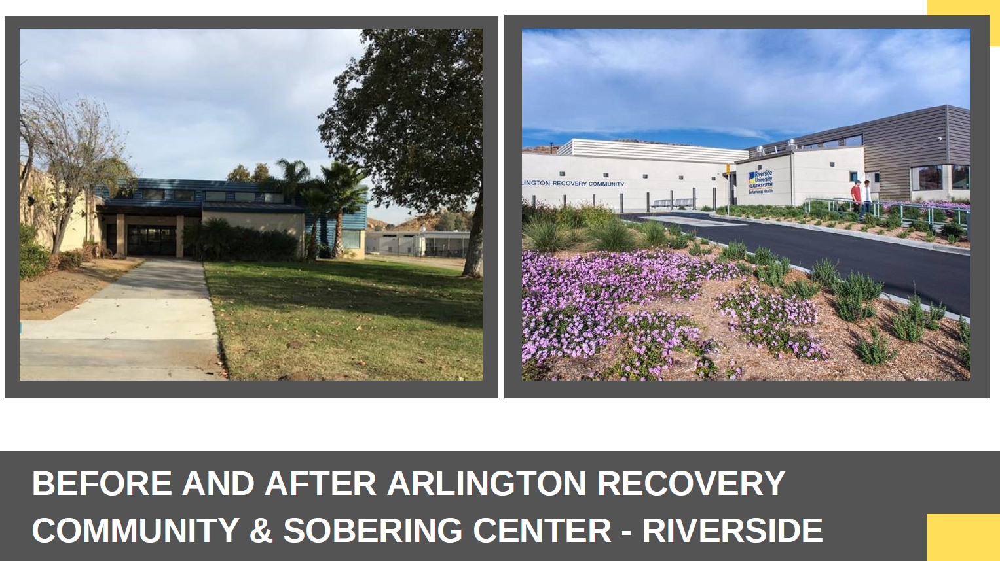 LINGTON RECOVERY COMMUNITY
Riverside
University
HEALTH SYSTEM
Behavioral Health
BEFORE AND AFTER ARLINGTON RECOVERY
COMMUNITY & SOBERING CENTER - RIVERSIDE